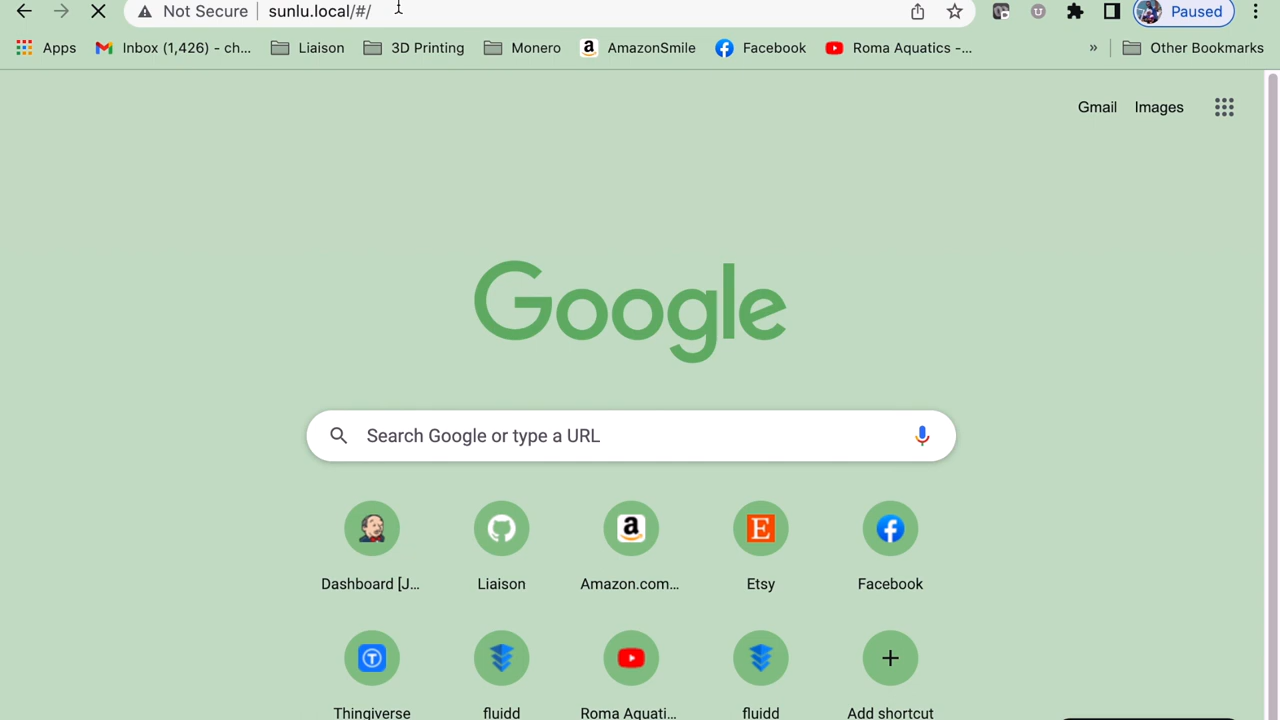 Not Secure
sunlu.local/#/
Paused
Apps
Inbox (1,426) - ch...
Liaison
3D Printing
Monero
AmazonSmile
Facebook
Roma Aquatics -...
»
Other Bookmarks
Gmail
Images
Google
Search Google or type a URL
Dashboard [J...
Liaison
Amazon.com...
Etsy
Facebook
Thingiverse
fluidd
Roma Aquati...
fluidd
Add shortcut